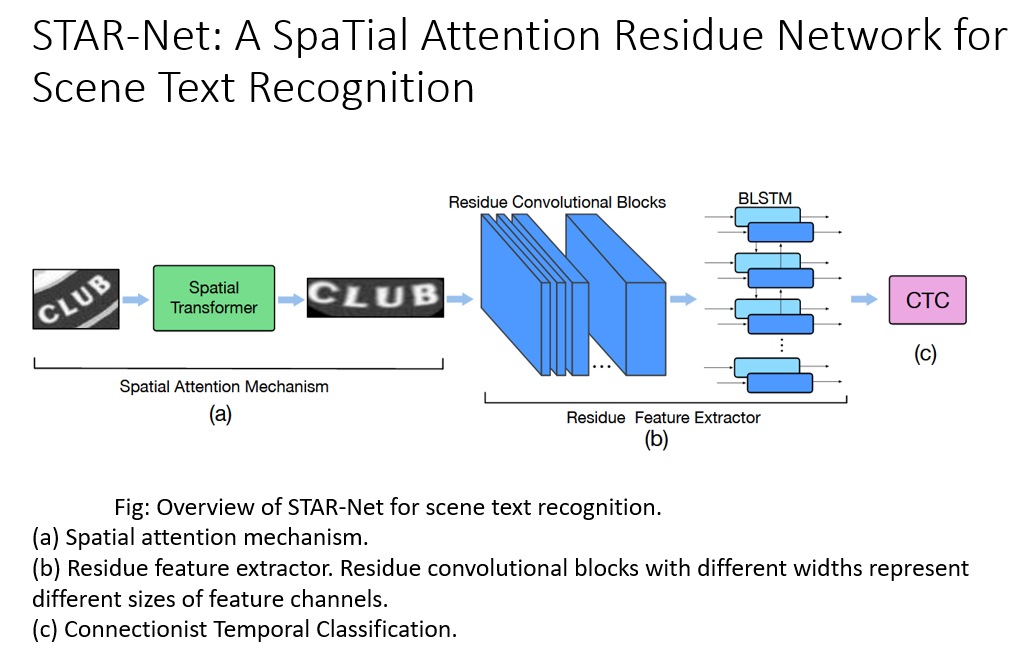 STAR-Net: A SpaTial Attention Residue Network for
Scene Text Recognition
Residue Convolutional Blocks
BLSTM
CLUB
Spatial
Transformer
CLUB
CTC
...
(c)
Spatial Attention Mechanism
(a)
Residue Feature Extractor
(b)
Fig: Overview of STAR-Net for scene text recognition.
(a) Spatial attention mechanism.
(b) Residue feature extractor. Residue convolutional blocks with different widths represent
different sizes of feature channels.
(c) Connectionist Temporal Classification.